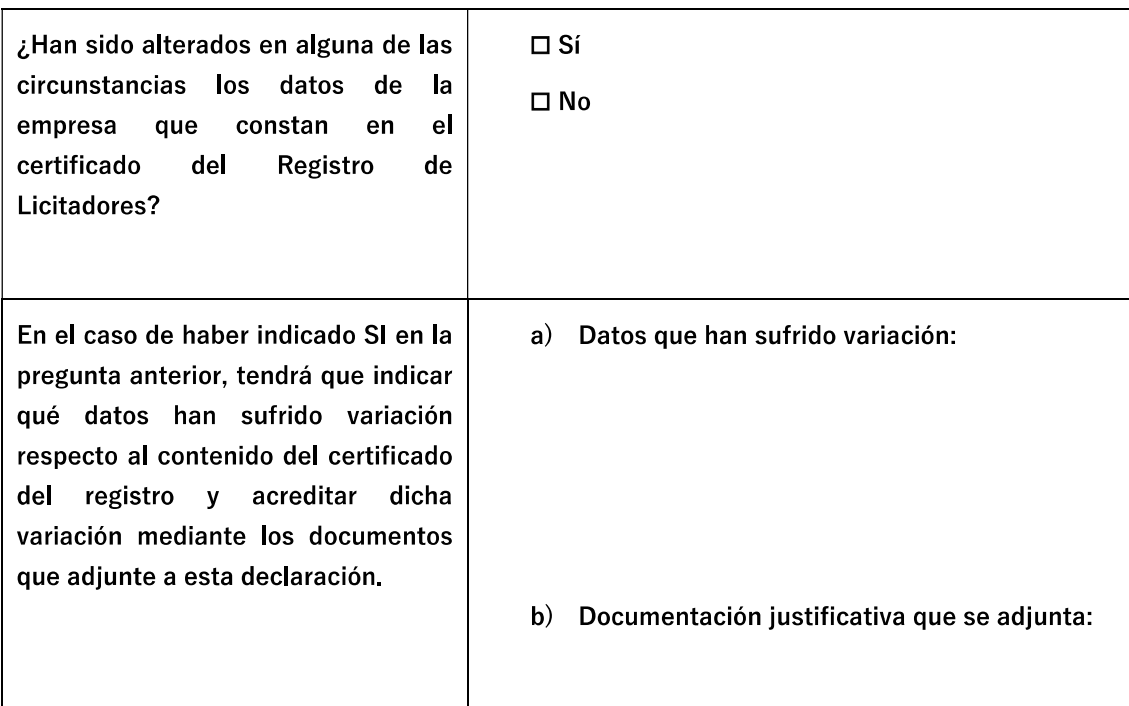 ¿Han sido alterados en alguna de las
circunstancias los datos de la
empresa que constan en el
certificado del Registro de
Licitadores?
☐ Sí
☐ No
En el caso de haber indicado SI en la
pregunta anterior, tendrá que indicar
qué datos han sufrido variación
respecto al contenido del certificado
del registro y acreditar dicha
variación mediante los documentos
que adjunte a esta declaración.
a) Datos que han sufrido variación:
b) Documentación justificativa que se adjunta: